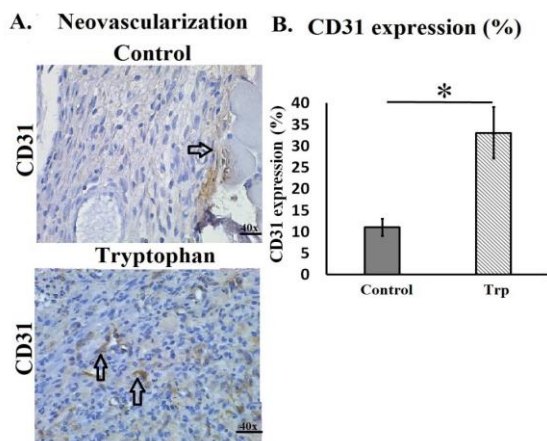 A. Neovascularization
Control
CD31
40x
Tryptophan
CD31
40x
B. CD31 expression (%)
*
CD31 expression (%)
40
35
30
25
20
15
10
5
0
Control Trp